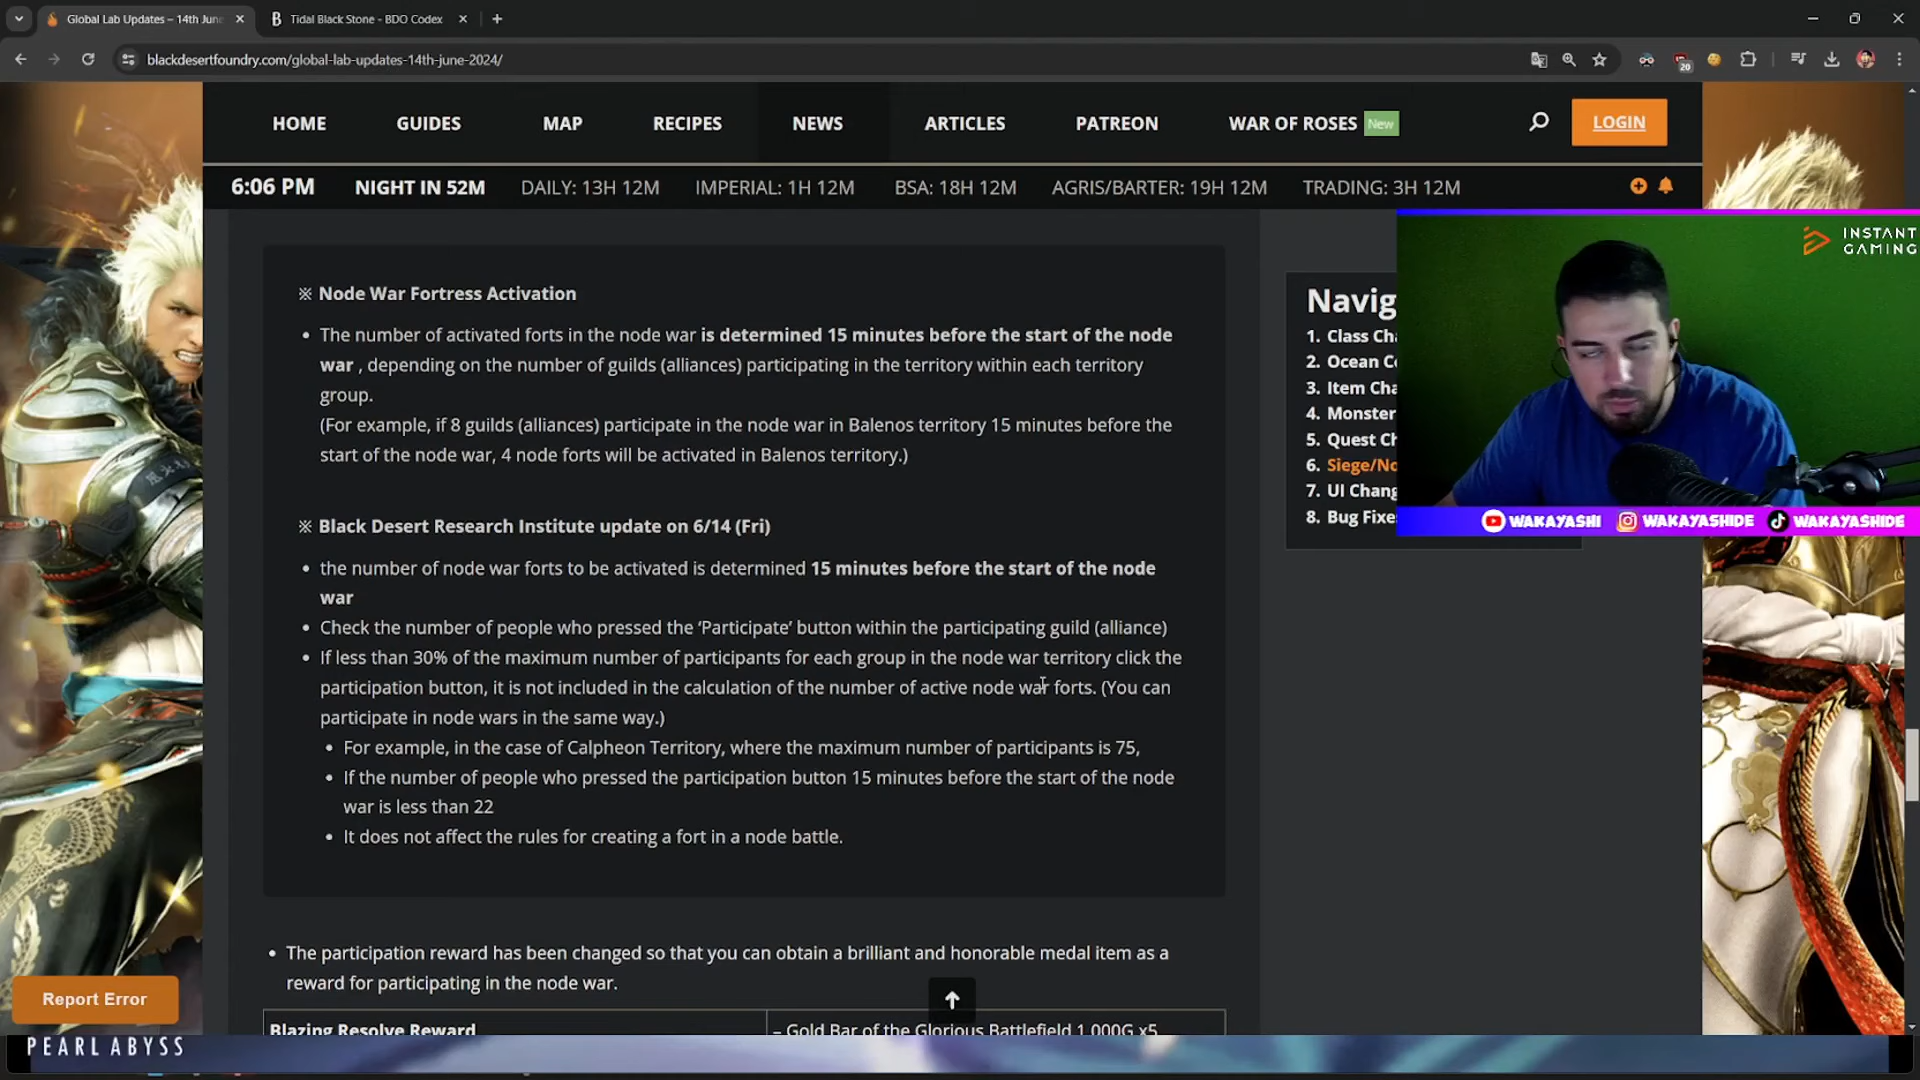 Global Lab Updates – 14th June
Tidal Black Stone - BDO Codex
blackdesertfoundry.com/global-lab-updates-14th-june-2024/
20
HOME GUIDES MAP RECIPES NEWS ARTICLES PATREON WAR OF ROSES New LOGIN
6:06 PM NIGHT IN 52M DAILY: 13H 12M IMPERIAL: 1H 12M BSA: 18H 12M AGRIS/BARTER: 19H 12M TRADING: 3H 12M
INSTANT
GAMING
※ Node War Fortress Activation
• The number of activated forts in the node war is determined 15 minutes before the start of the node
war , depending on the number of guilds (alliances) participating in the territory within each territory
group.
(For example, if 8 guilds (alliances) participate in the node war in Balenos territory 15 minutes before the
start of the node war, 4 node forts will be activated in Balenos territory.)
※ Black Desert Research Institute update on 6/14 (Fri)
• the number of node war forts to be activated is determined 15 minutes before the start of the node
war
• Check the number of people who pressed the ‘Participate’ button within the participating guild (alliance)
• If less than 30% of the maximum number of participants for each group in the node war territory click the
participation button, it is not included in the calculation of the number of active node war forts. (You can
participate in node wars in the same way.)
• For example, in the case of Calpheon Territory, where the maximum number of participants is 75,
• If the number of people who pressed the participation button 15 minutes before the start of the node
war is less than 22
• It does not affect the rules for creating a fort in a node battle.
• The participation reward has been changed so that you can obtain a brilliant and honorable medal item as a
reward for participating in the node war.
Blazing Resolve Reward – Gold Bar of the Glorious Battlefield 1,000G x5
Navig
1. Class Cha
2. Ocean Co
3. Item Cha
4. Monster
5. Quest Ch
6. Siege/No
7. UI Chang
8. Bug Fixe
WAKAYASHI WAKAYASHIDE WAKAYASHIDE
Report Error
PEARL ABYSS